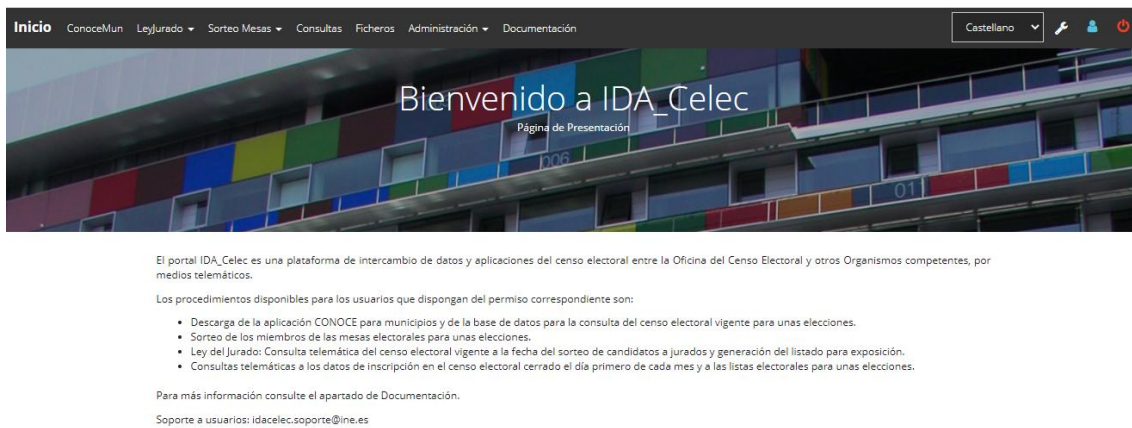 Inicio ConoceMun LeyJurado Sorteo Mesas Consultas Ficheros Administración Documentación Castellano
Bienvenido a IDA_Celec
Página de Presentación
006
011
El portal IDA_Celec es una plataforma de intercambio de datos y aplicaciones del censo electoral entre la Oficina del Censo Electoral y otros Organismos competentes, por
medios telemáticos.
Los procedimientos disponibles para los usuarios que dispongan del permiso correspondiente son:
• Descarga de la aplicación CONOCE para municipios y de la base de datos para la consulta del censo electoral vigente para unas elecciones.
• Sorteo de los miembros de las mesas electorales para unas elecciones.
• Ley del Jurado: Consulta telemática del censo electoral vigente a la fecha del sorteo de candidatos a jurados y generación del listado para exposición.
• Consultas telemáticas a los datos de inscripción en el censo electoral cerrado el día primero de cada mes y a las listas electorales para unas elecciones.
Para más información consulte el apartado de Documentación.
Soporte a usuarios: idacelec.soporte@ine.es